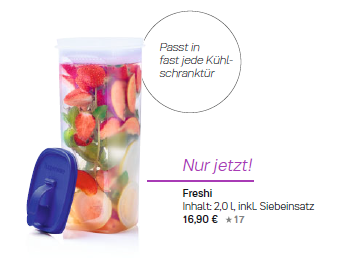 Passt in
fast jede Kühl-
schranktür
Nur jetzt!
Freshi
Inhalt: 2,0 l, inkl. Siebeinsatz
16,90 € ★17